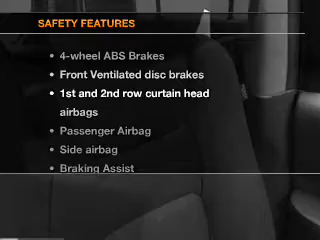 SAFETY FEATURES
• 4-wheel ABS Brakes
• Front Ventilated disc brakes
• 1st and 2nd row curtain head
airbags
• Passenger Airbag
• Side airbag
• Braking Assist